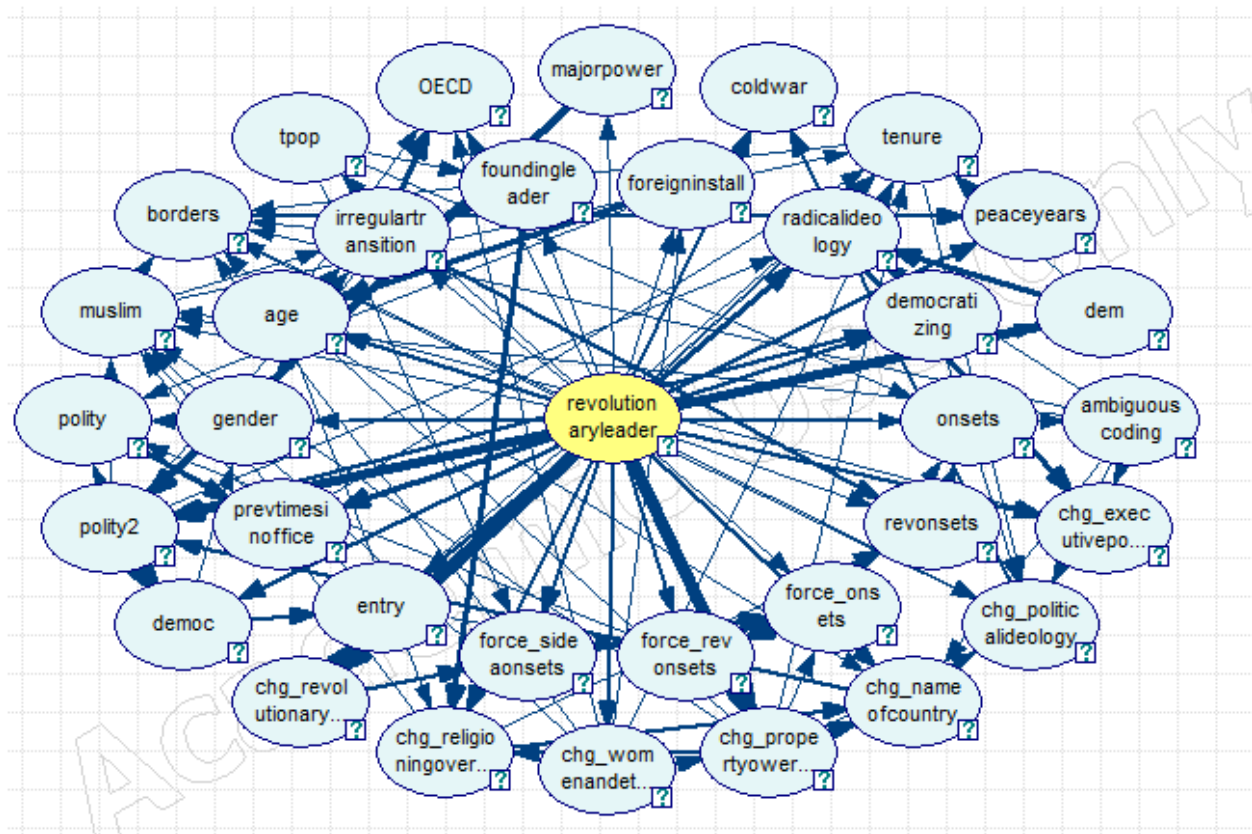 majorpower
OECD
coldwar
tpop
tenure
foundingle
ader
foreigninstall
borders
irregulartr
ansition
radicalideo
logy
peaceyears
muslim
age
democrati
zing
dem
polity
gender
revolution
aryleader
onsets
ambiguous
coding
polity2
prevtimesi
noffice
revonsets
chg_exec
utivepo...
democ
entry
force_side
aonsets
force_rev
onsets
force_ons
ets
chg_politic
alideology
chg_revol
utionary...
chg_religio
ningover...
chg_wom
enandet...
chg_prope
rtyower...
chg_name
ofcountry